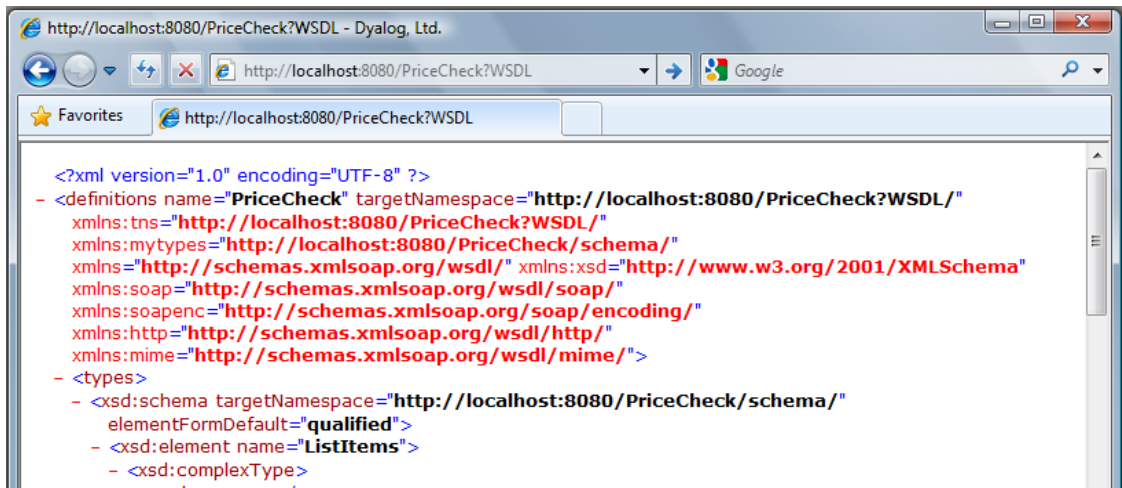 http://localhost:8080/PriceCheck?WSDL - Dyalog, Ltd.
http://localhost:8080/PriceCheck?WSDL
Google
Favorites
http://localhost:8080/PriceCheck?WSDL
<?xml version="1.0" encoding="UTF-8" ?>
- <definitions name="PriceCheck" targetNamespace="http://localhost:8080/PriceCheck?WSDL/"
xmlns:tns="http://localhost:8080/PriceCheck?WSDL/"
xmlns:mytypes="http://localhost:8080/PriceCheck/schema/"
xmlns="http://schemas.xmlsoap.org/wsdl/" xmlns:xsd="http://www.w3.org/2001/XMLSchema"
xmlns:soap="http://schemas.xmlsoap.org/wsdl/soap/"
xmlns:soapenc="http://schemas.xmlsoap.org/soap/encoding/"
xmlns:http="http://schemas.xmlsoap.org/wsdl/http/"
xmlns:mime="http://schemas.xmlsoap.org/wsdl/mime/">
- <types>
- <xsd:schema targetNamespace="http://localhost:8080/PriceCheck/schema/"
elementFormDefault="qualified">
- <xsd:element name="ListItems">
- <xsd:complexType>